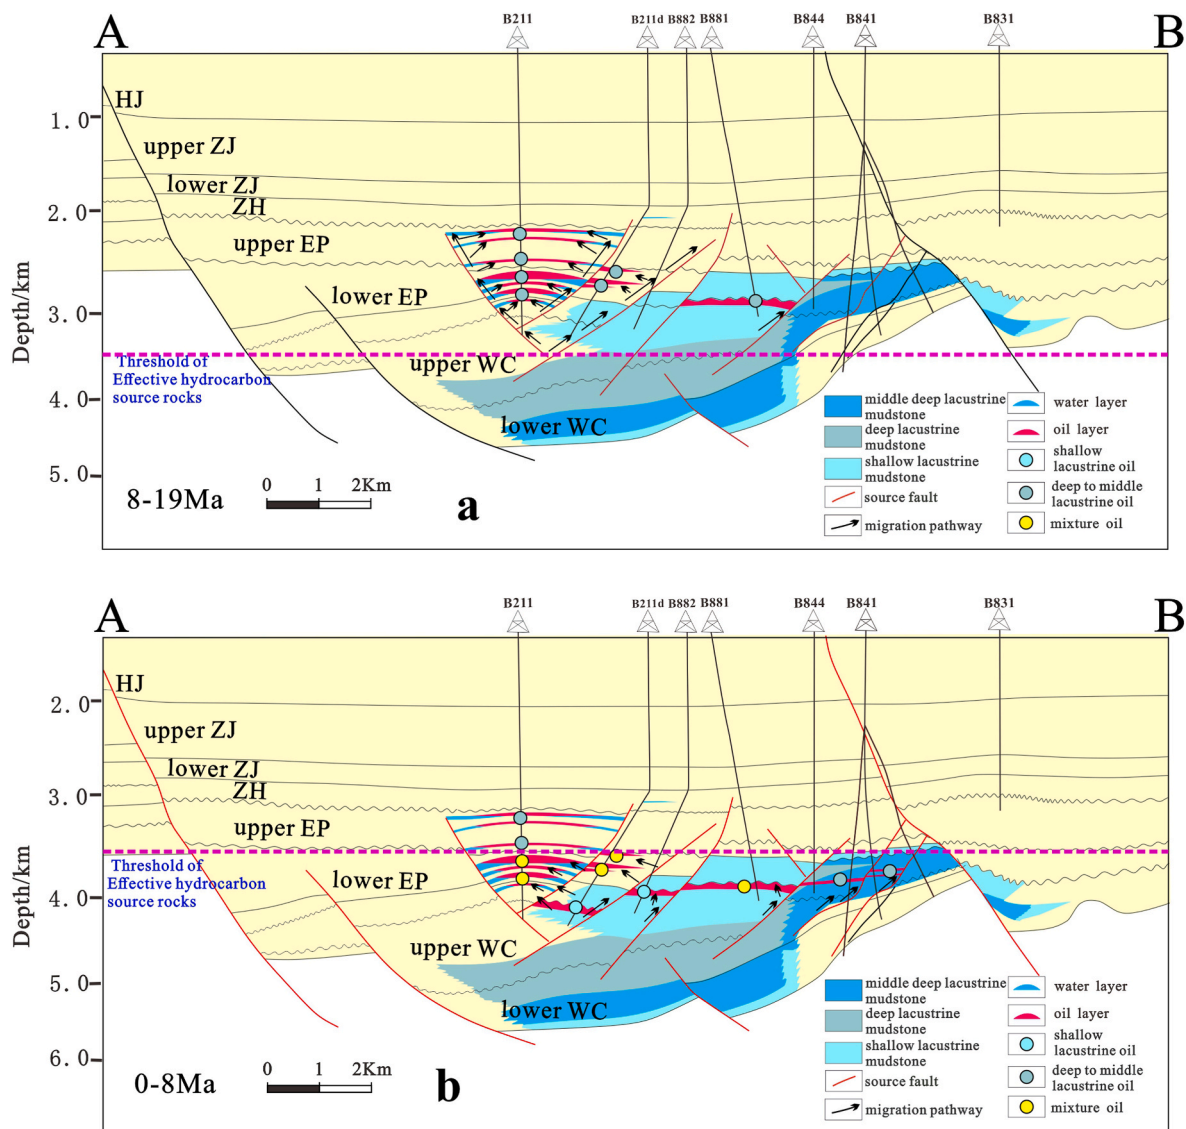 A
B211
B211d
B882
B881
B844
B841
B831
B
HJ
1. 0
upper ZJ
lower ZJ
2. 0
ZH
upper EP
lower EP
3. 0
Depth/km
Threshold of
Effective hydrocarbon
source rocks
upper WC
4. 0
lower WC
5. 0
8-19Ma
0 1 2Km
a
middle deep lacustrine
mudstone
deep lacustrine
mudstone
shallow lacustrine
mudstone
source fault
migration pathway
water layer
oil layer
shallow
lacustrine oil
deep to middle
lacustrine oil
mixture oil
A
B211
B211d
B882
B881
B844
B841
B831
B
HJ
2. 0
upper ZJ
lower ZJ
ZH
3. 0
upper EP
Threshold of
Effective hydrocarbon
source rocks
lower EP
4. 0
Depth/km
upper WC
5. 0
lower WC
6. 0
0-8Ma
0 1 2Km
b
middle deep lacustrine
mudstone
deep lacustrine
mudstone
shallow lacustrine
mudstone
source fault
migration pathway
water layer
oil layer
shallow
lacustrine oil
deep to middle
lacustrine oil
mixture oil